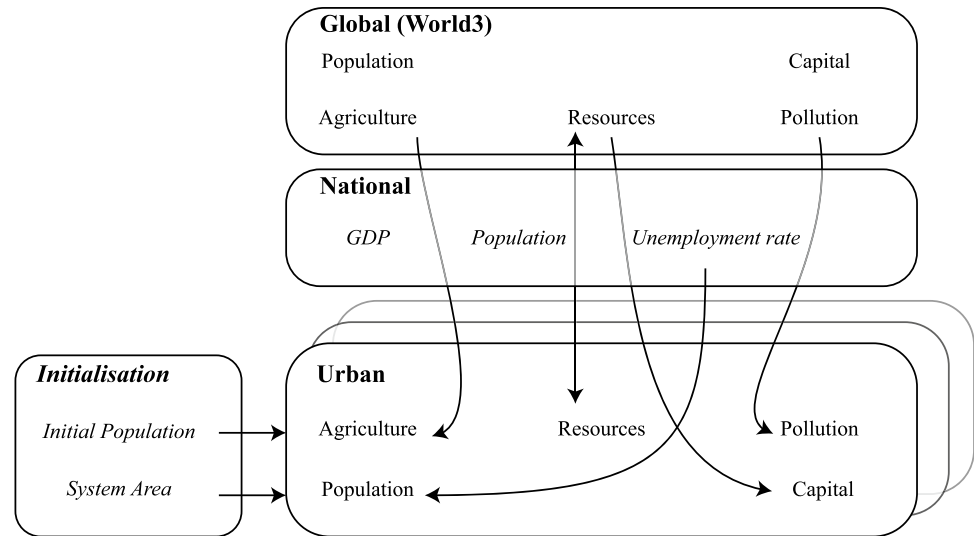 Global (World3)
Population Capital
Agriculture Resources Pollution
National
GDP Population Unemployment rate
Initialisation
Initial Population
System Area
Urban
Agriculture Resources Pollution
Population Capital